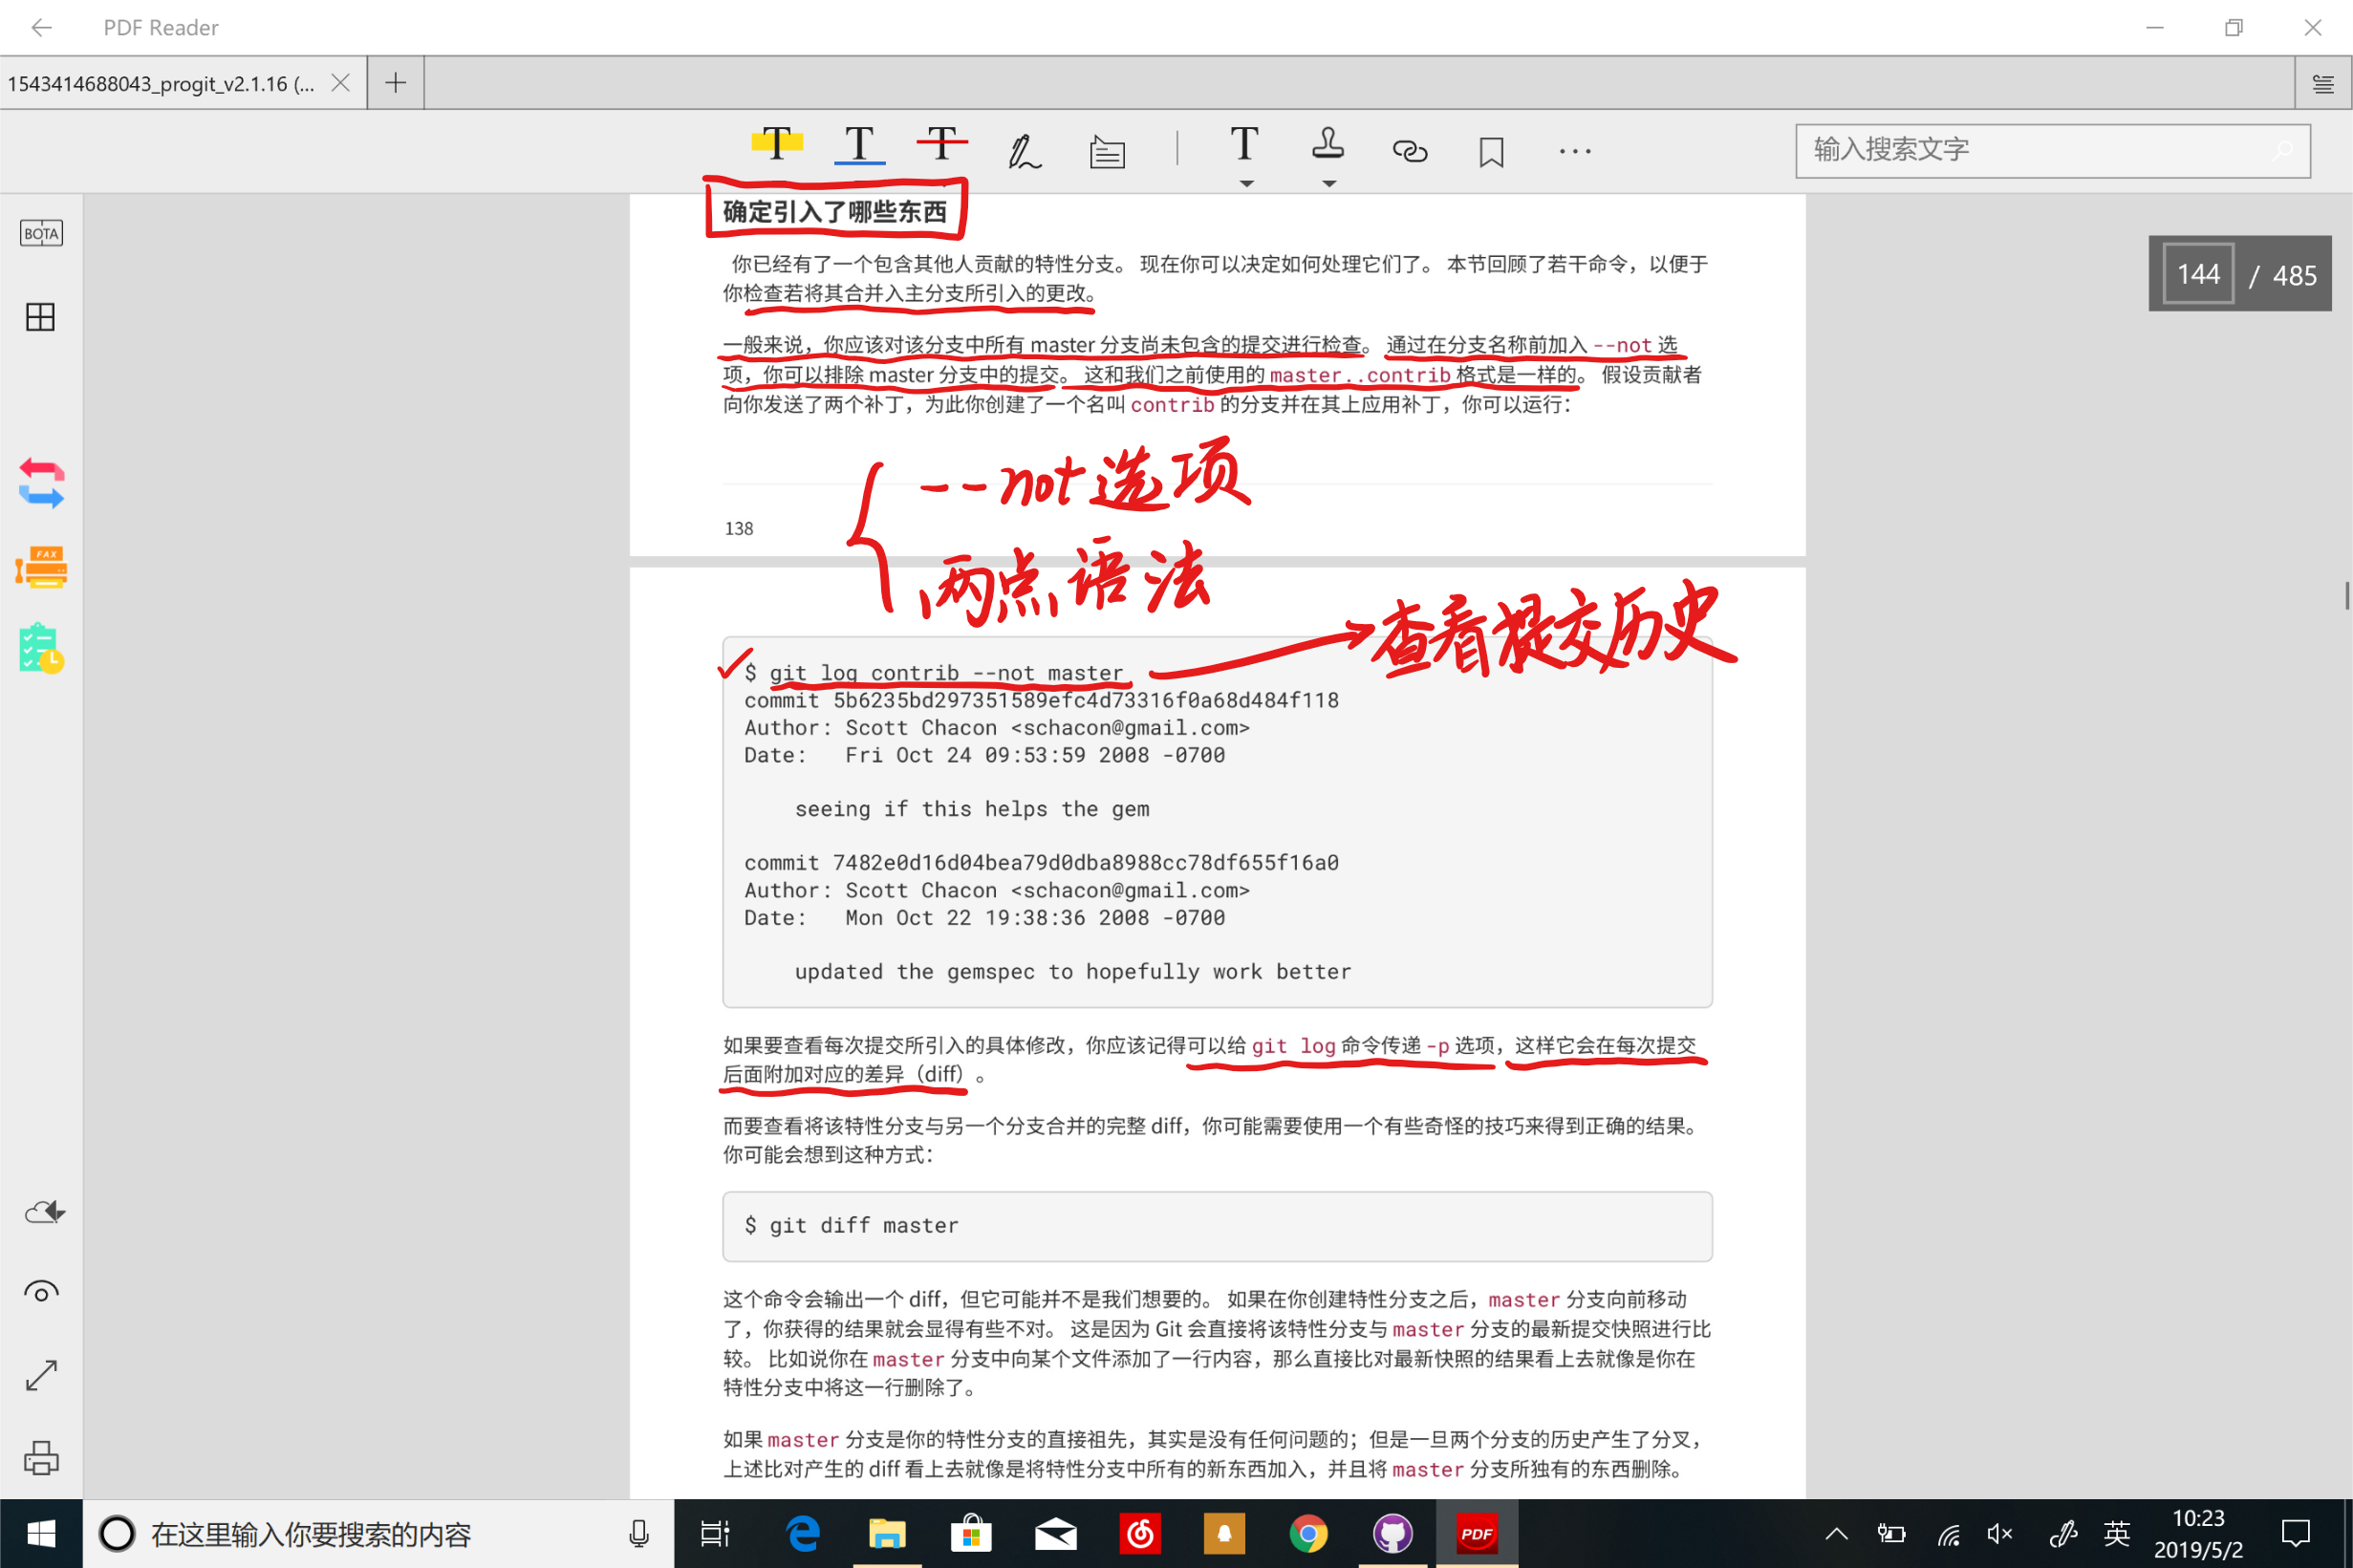 PDF Reader
1543414688043_progit_v2.1.16 (...
T T T T
输入搜索文字
BOTA
FAX
144 / 485
确定引入了哪些东西
你已经有了一个包含其他人贡献的特性分支。 现在你可以决定如何处理它们了。 本节回顾了若干命令，以便于
你检查若将其合并入主分支所引入的更改。
一般来说，你应该对该分支中所有 master 分支尚未包含的提交进行检查。 通过在分支名称前加入 --not 选
项，你可以排除 master 分支中的提交。 这和我们之前使用的 master..contrib 格式是一样的。 假设贡献者
向你发送了两个补丁，为此你创建了一个名叫 contrib 的分支并在其上应用补丁，你可以运行：
--not选项
138
两点语法
查看提交历史
$ git log contrib --not master
commit 5b6235bd297351589efc4d73316f0a68d484f118
Author: Scott Chacon <schacon@gmail.com>
Date:   Fri Oct 24 09:53:59 2008 -0700
seeing if this helps the gem
commit 7482e0d16d04bea79d0dba8988cc78df655f16a0
Author: Scott Chacon <schacon@gmail.com>
Date:   Mon Oct 22 19:38:36 2008 -0700
updated the gemspec to hopefully work better
如果要查看每次提交所引入的具体修改，你应该记得可以给 git log 命令传递 -p 选项，这样它会在每次提交
后面附加对应的差异（diff）。
而要查看将该特性分支与另一个分支合并的完整 diff，你可能需要使用一个有些奇怪的技巧来得到正确的结果。
你可能会想到这种方式：
$ git diff master
这个命令会输出一个 diff，但它可能并不是我们想要的。 如果在你创建特性分支之后，master 分支向前移动
了，你获得的结果就会显得有些不对。 这是因为 Git 会直接将该特性分支与 master 分支的最新提交快照进行比
较。 比如说你在 master 分支中向某个文件添加了一行内容，那么直接比对最新快照的结果看上去就像是你在
特性分支中将这一行删除了。
如果 master 分支是你的特性分支的直接祖先，其实是没有任何问题的；但是一旦两个分支的历史产生了分叉，
上述比对产生的 diff 看上去就像是将特性分支中所有的新东西加入，并且将 master 分支所独有的东西删除。
在这里输入你要搜索的内容
PDF
英
10:23
2019/5/2